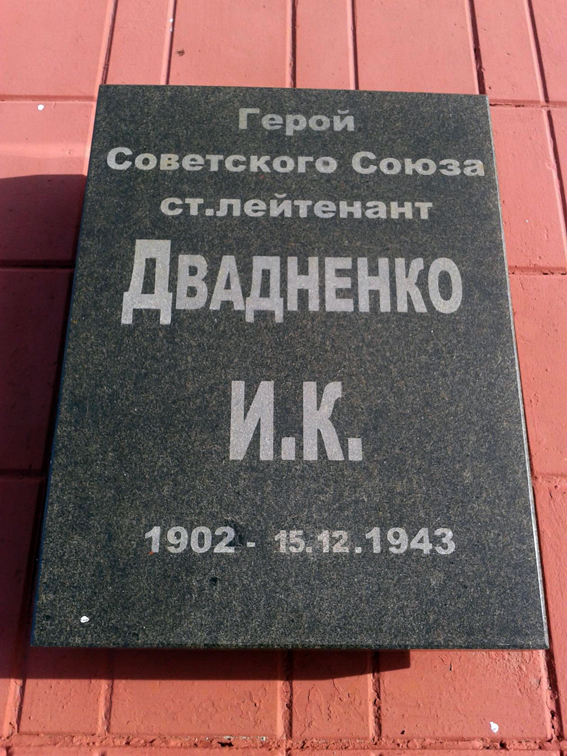 Герой
Советского Союза
ст.лейтенант
Двадненко
И.К.
1902 - 15.12.1943